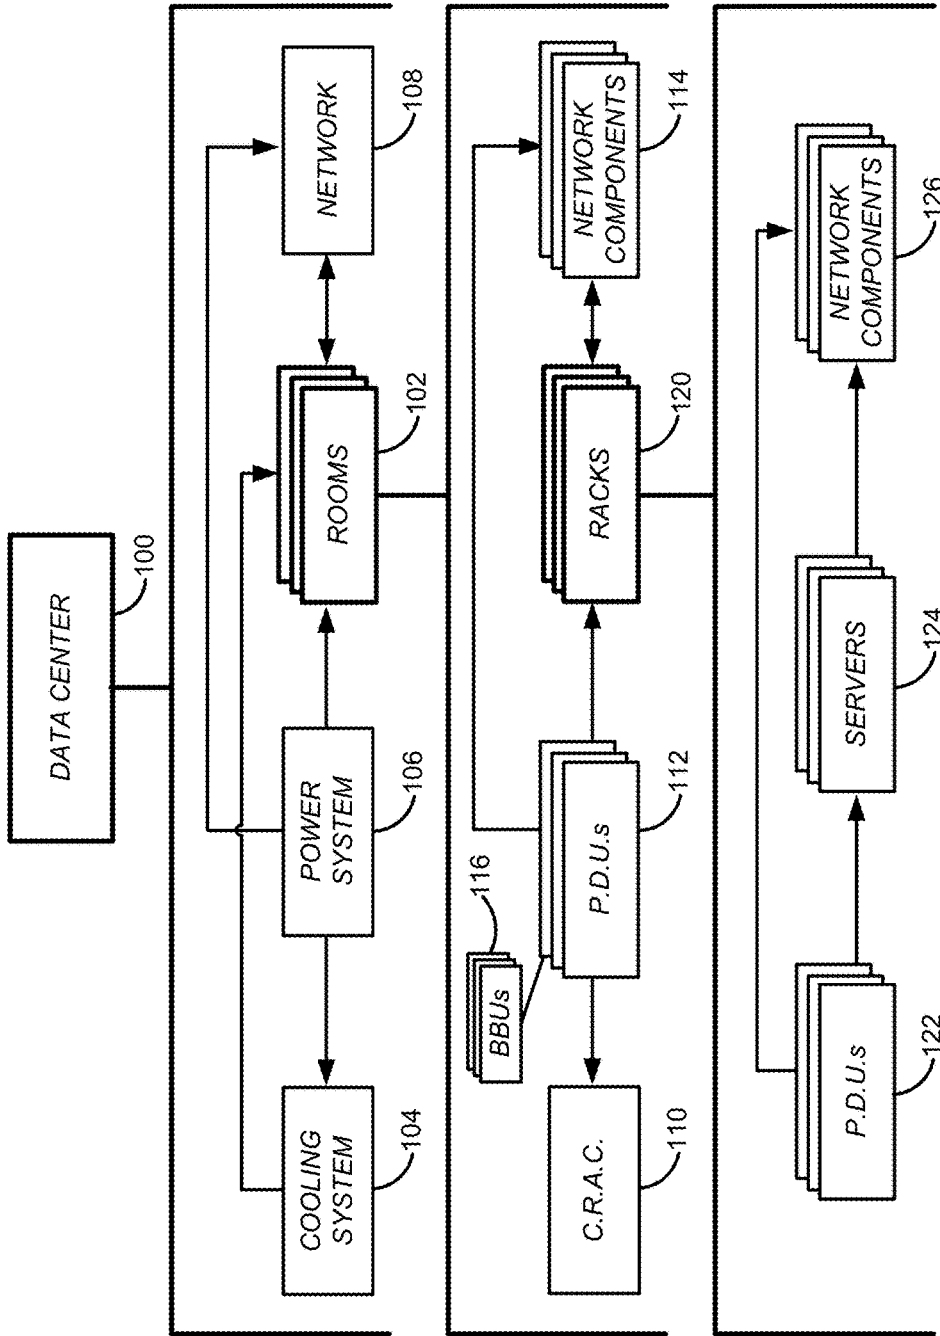 DATA CENTER
100
COOLING
SYSTEM
104
POWER
SYSTEM
106
ROOMS
102
NETWORK
108
C.R.A.C.
110
BBUs
116
P.D.U.s
112
RACKS
120
NETWORK
COMPONENTS
114
P.D.U.s
122
SERVERS
124
NETWORK
COMPONENTS
126